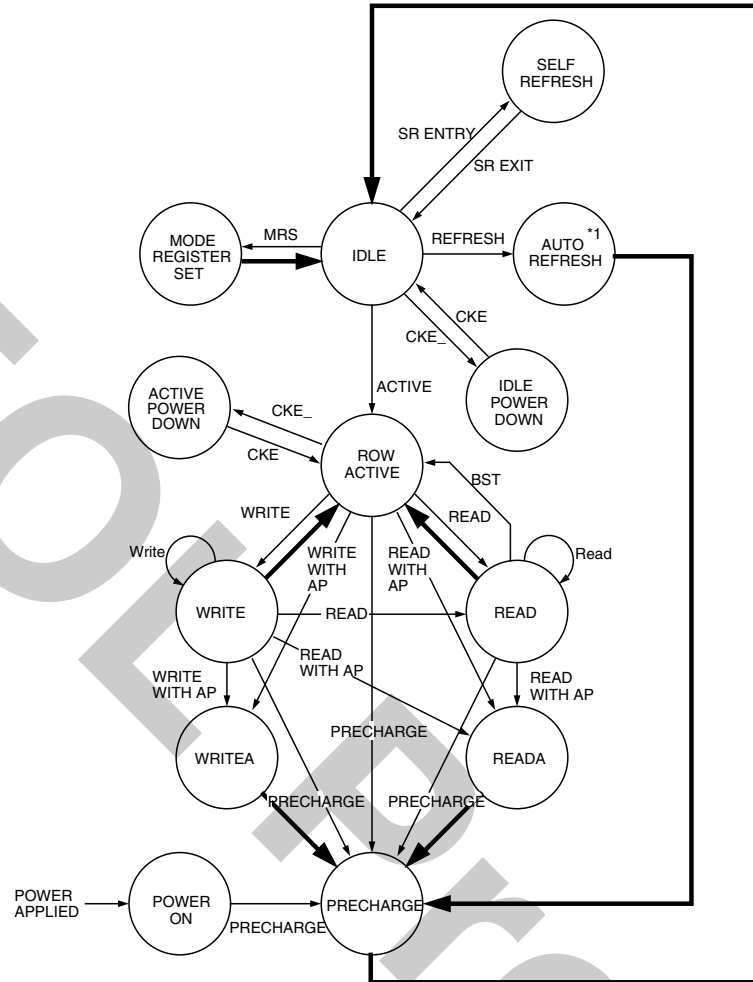 SELF
REFRESH
SR ENTRY
SR EXIT
MODE
REGISTER
SET
MRS
IDLE
REFRESH
AUTO *1
REFRESH
CKE
CKE_
IDLE
POWER
DOWN
ACTIVE
ACTIVE
POWER
DOWN
CKE_
CKE
ROW
ACTIVE
BST
WRITE
READ
Write
WRITE
WITH
AP
READ
WITH
AP
Read
WRITE
READ
READ
READ
WITH AP
WRITE
WITH AP
READ
WITH AP
PRECHARGE
WRITEA
READA
PRECHARGE
PRECHARGE
POWER
APPLIED
POWER
ON
PRECHARGE
PRECHARGE